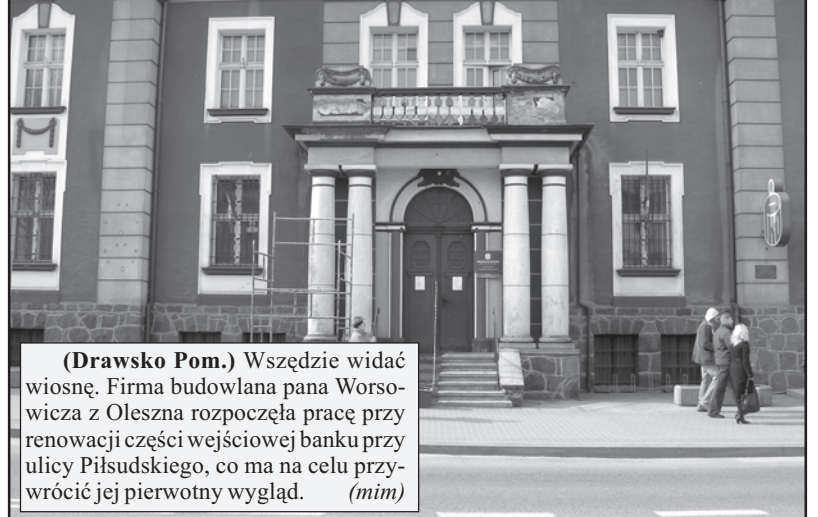 (Drawsko Pom.) Wszędzie widać
wiosnę. Firma budowlana pana Worso-
wicza z Oleszna rozpoczęła pracę przy
renowacji części wejściowej banku przy
ulicy Piłsudskiego, co ma na celu przy-
wrócić jej pierwotny wygląd. (mim)